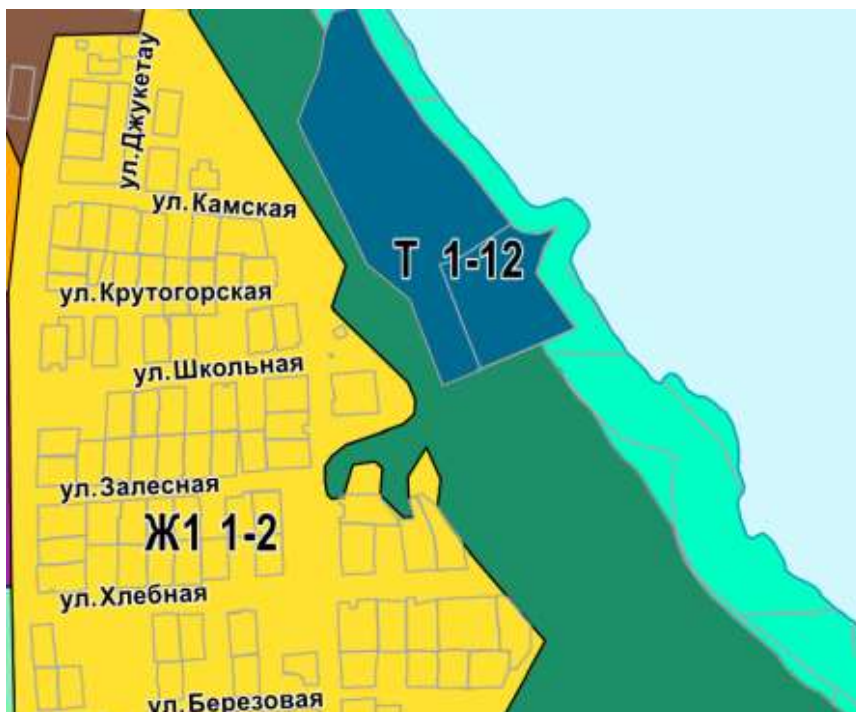 ул.Джукетау
ул.Камская
Т 1-12
ул.Крутогорская
ул.Школьная
ул.Залесная
Ж1 1-2
ул.Хлебная
ул.Березовая